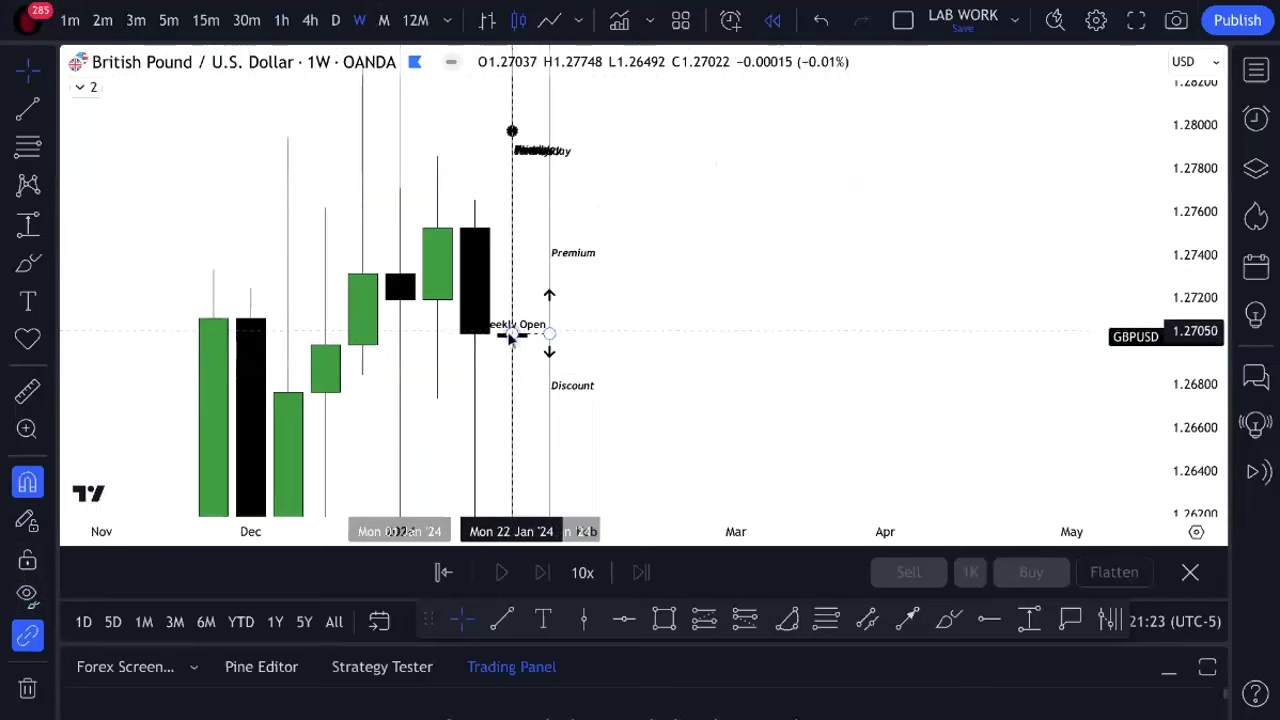 285
1m 2m 3m 5m 15m 30m 1h 4h D W M 12M
LAB WORK
Save
Publish
British Pound / U.S. Dollar · 1W · OANDA
O1.27037 H1.27748 L1.26492 C1.27022 −0.00015 (−0.01%)
USD
2
1.28200
1.28000
1.27800
1.27600
Premium
1.27400
1.27200
eekly Open
GBPUSD
1.27050
Discount
1.26800
1.26600
1.26400
1.26200
Nov
Dec
Mon 22 Jan '24
Mar
Apr
May
10x
Sell
1K
Buy
Flatten
1D 5D 1M 3M 6M YTD 1Y 5Y All
21:23 (UTC-5)
Forex Screen...
Pine Editor
Strategy Tester
Trading Panel